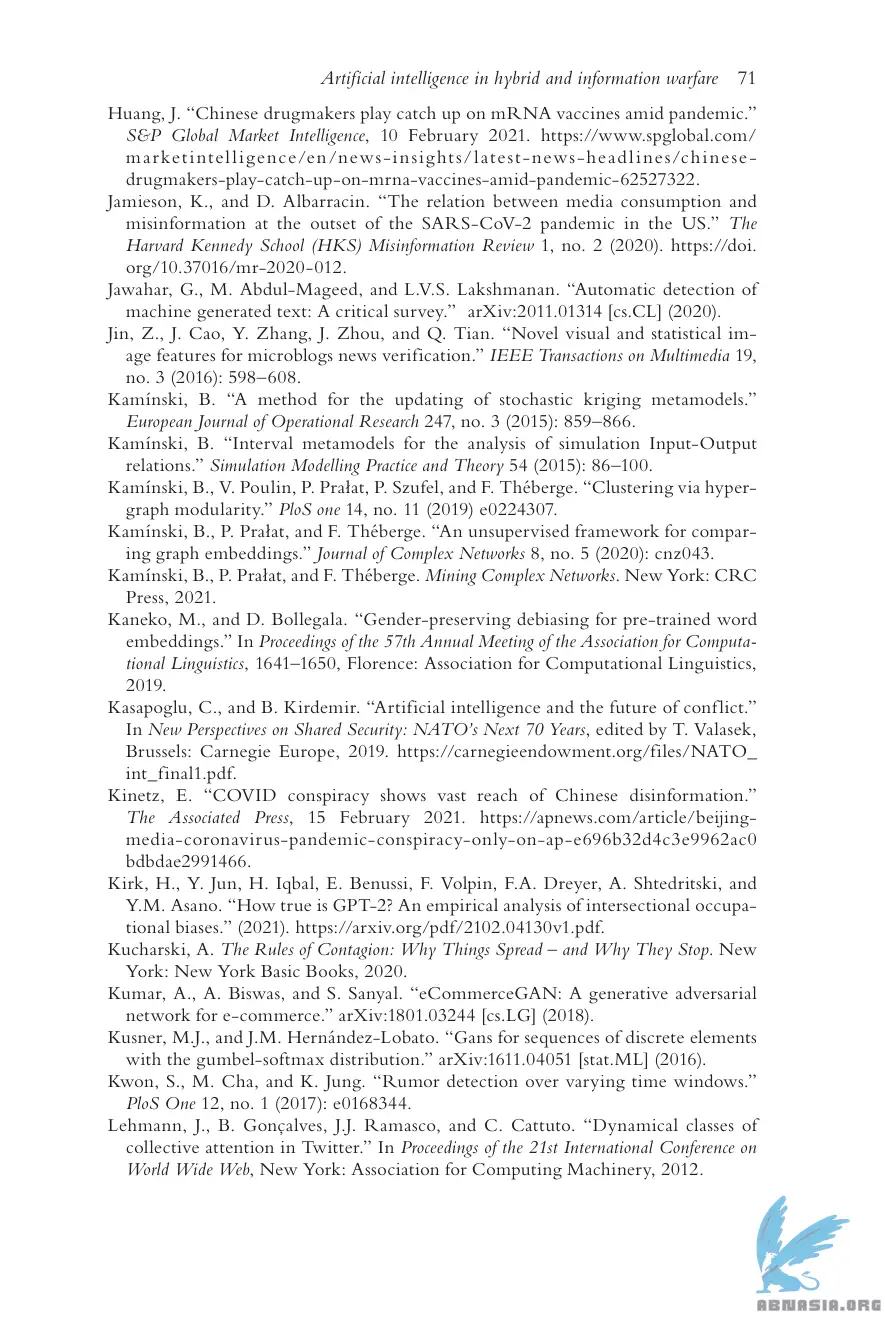 Artificial intelligence in hybrid and information warfare 71
Huang, J. “Chinese drugmakers play catch up on mRNA vaccines amid pandemic.”
S&P Global Market Intelligence, 10 February 2021. https://www.spglobal.com/
marketintelligence/en/news-insights/latest-news-headlines/chinese-
drugmakers-play-catch-up-on-mrna-vaccines-amid-pandemic-62527322.
Jamieson, K., and D. Albarracin. “The relation between media consumption and
misinformation at the outset of the SARS-CoV-2 pandemic in the US.” The
Harvard Kennedy School (HKS) Misinformation Review 1, no. 2 (2020). https://doi.
org/10.37016/mr-2020-012.
Jawahar, G., M. Abdul-Mageed, and L.V.S. Lakshmanan. “Automatic detection of
machine generated text: A critical survey.” arXiv:2011.01314 [cs.CL] (2020).
Jin, Z., J. Cao, Y. Zhang, J. Zhou, and Q. Tian. “Novel visual and statistical im-
age features for microblogs news verification.” IEEE Transactions on Multimedia 19,
no. 3 (2016): 598–608.
Kamínski, B. “A method for the updating of stochastic kriging metamodels.”
European Journal of Operational Research 247, no. 3 (2015): 859–866.
Kamínski, B. “Interval metamodels for the analysis of simulation Input-Output
relations.” Simulation Modelling Practice and Theory 54 (2015): 86–100.
Kamínski, B., V. Poulin, P. Prałat, P. Szufel, and F. Théberge. “Clustering via hyper-
graph modularity.” PloS one 14, no. 11 (2019) e0224307.
Kamínski, B., P. Prałat, and F. Théberge. “An unsupervised framework for compar-
ing graph embeddings.” Journal of Complex Networks 8, no. 5 (2020): cnz043.
Kamínski, B., P. Prałat, and F. Théberge. Mining Complex Networks. New York: CRC
Press, 2021.
Kaneko, M., and D. Bollegala. “Gender-preserving debiasing for pre-trained word
embeddings.” In Proceedings of the 57th Annual Meeting of the Association for Computa-
tional Linguistics, 1641–1650, Florence: Association for Computational Linguistics,
2019.
Kasapoglu, C., and B. Kirdemir. “Artificial intelligence and the future of conflict.”
In New Perspectives on Shared Security: NATO’s Next 70 Years, edited by T. Valasek,
Brussels: Carnegie Europe, 2019. https://carnegieendowment.org/files/NATO_
int_final1.pdf.
Kinetz, E. “COVID conspiracy shows vast reach of Chinese disinformation.”
The Associated Press, 15 February 2021. https://apnews.com/article/beijing-
media-coronavirus-pandemic-conspiracy-only-on-ap-e696b32d4c3e9962ac0
bdbdae2991466.
Kirk, H., Y. Jun, H. Iqbal, E. Benussi, F. Volpin, F.A. Dreyer, A. Shtedritski, and
Y.M. Asano. “How true is GPT-2? An empirical analysis of intersectional occupa-
tional biases.” (2021). https://arxiv.org/pdf/2102.04130v1.pdf.
Kucharski, A. The Rules of Contagion: Why Things Spread – and Why They Stop. New
York: New York Basic Books, 2020.
Kumar, A., A. Biswas, and S. Sanyal. “eCommerceGAN: A generative adversarial
network for e-commerce.” arXiv:1801.03244 [cs.LG] (2018).
Kusner, M.J., and J.M. Hernández-Lobato. “Gans for sequences of discrete elements
with the gumbel-softmax distribution.” arXiv:1611.04051 [stat.ML] (2016).
Kwon, S., M. Cha, and K. Jung. “Rumor detection over varying time windows.”
PloS One 12, no. 1 (2017): e0168344.
Lehmann, J., B. Gonçalves, J.J. Ramasco, and C. Cattuto. “Dynamical classes of
collective attention in Twitter.” In Proceedings of the 21st International Conference on
World Wide Web, New York: Association for Computing Machinery, 2012.
ABNASIA.ORG